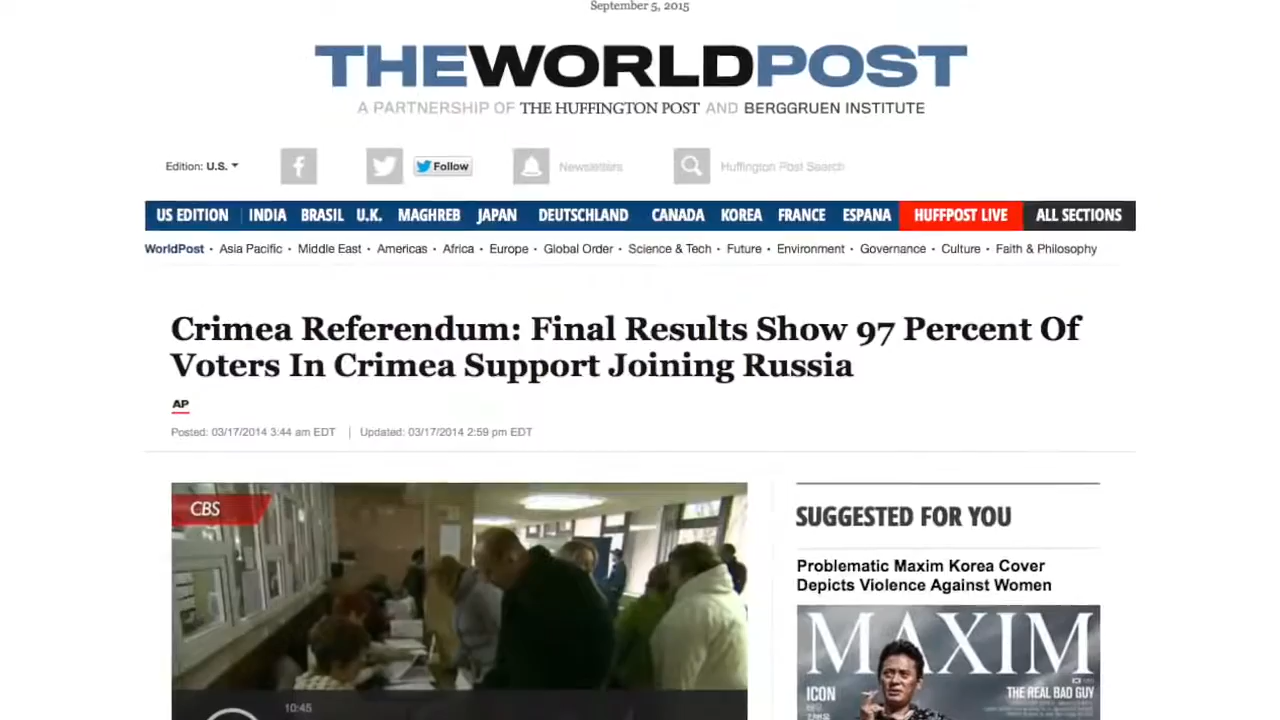 September 5, 2015
THEWORLDPOST
A PARTNERSHIP OF THE HUFFINGTON POST AND BERGGRUEN INSTITUTE
Edition: U.S. Follow Newsletters Huffington Post Search
US EDITION INDIA BRASIL U.K. MAGHREB JAPAN DEUTSCHLAND CANADA KOREA FRANCE ESPANA HUFFPOST LIVE ALL SECTIONS
WorldPost · Asia Pacific · Middle East · Americas · Africa · Europe · Global Order · Science & Tech · Future · Environment · Governance · Culture · Faith & Philosophy
Crimea Referendum: Final Results Show 97 Percent Of
Voters In Crimea Support Joining Russia
AP
Posted: 03/17/2014 3:44 am EDT | Updated: 03/17/2014 2:59 pm EDT
CBS
10:45
SUGGESTED FOR YOU
Problematic Maxim Korea Cover
Depicts Violence Against Women
MAXIM
ICON
THE REAL BAD GUY